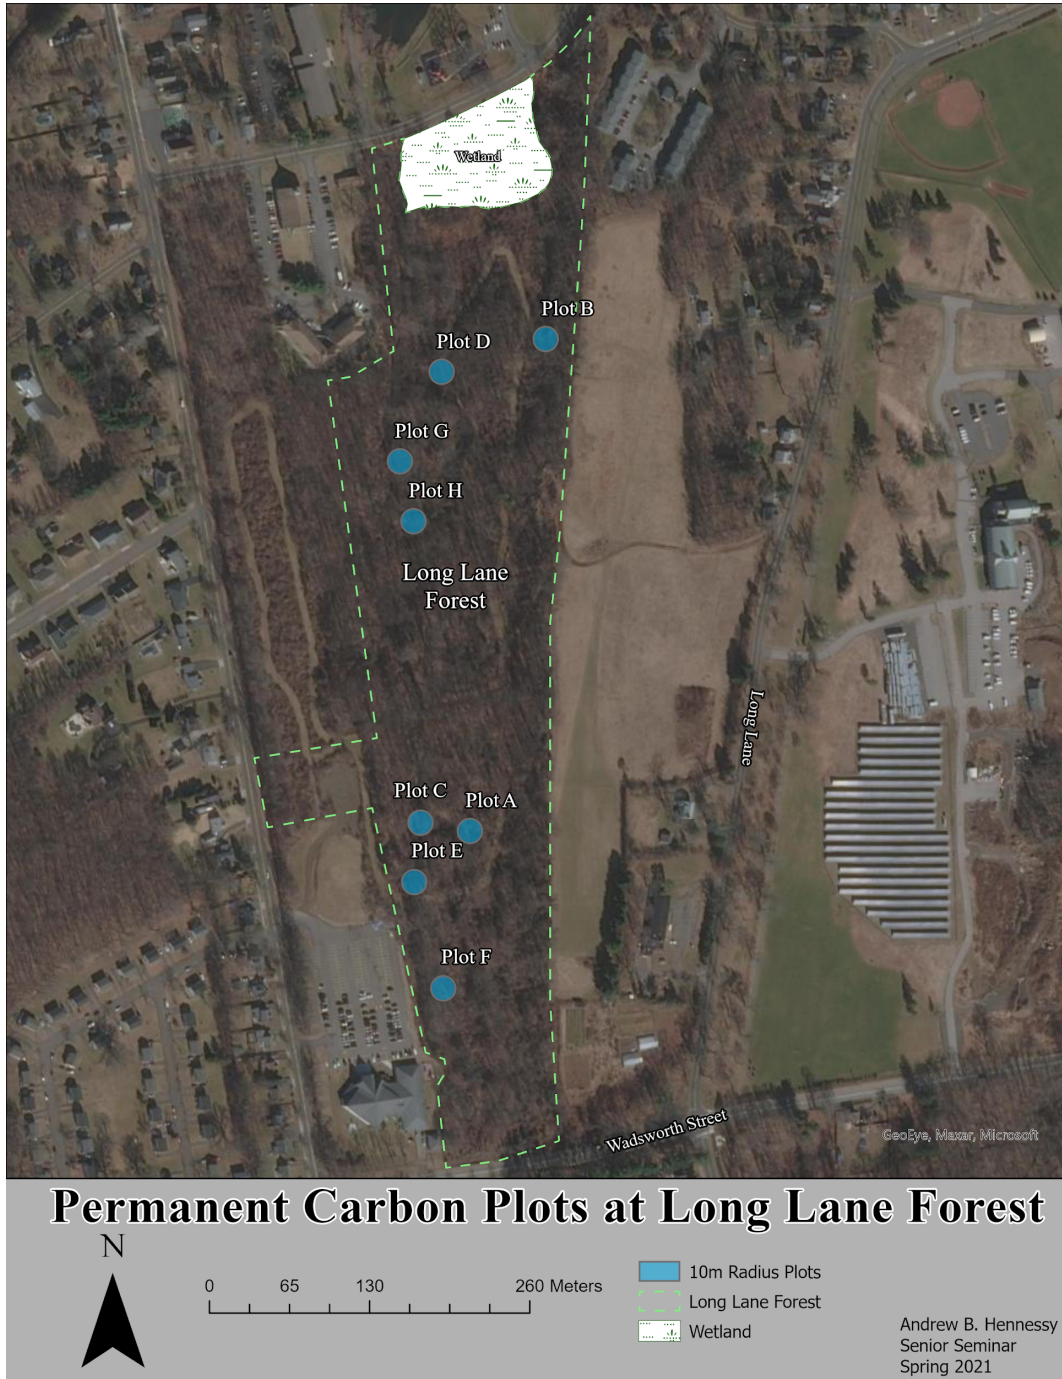 Wetland
Plot B
Plot D
Plot G
Plot H
Long Lane
Forest
Long Lane
Plot C
Plot A
Plot E
Plot F
Wadsworth Street
GeoEye, Maxar, Microsoft
Permanent Carbon Plots at Long Lane Forest
N
0 65 130 260 Meters
10m Radius Plots
Long Lane Forest
Wetland
Andrew B. Hennessy
Senior Seminar
Spring 2021